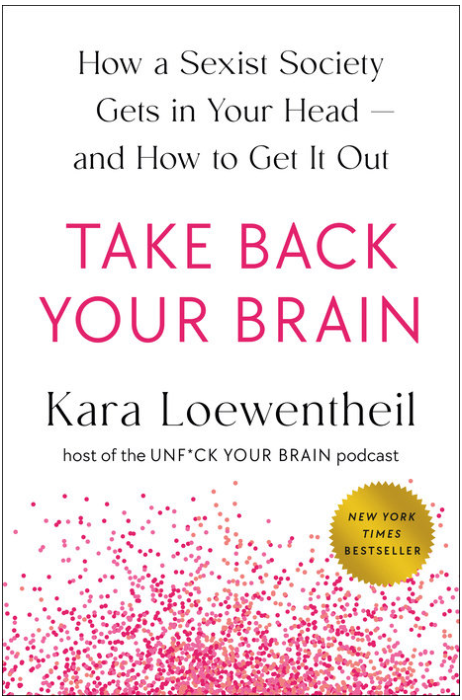 How a Sexist Society
Gets in Your Head —
and How to Get It Out
TAKE BACK
YOUR BRAIN
Kara Loewentheil
host of the UNF*CK YOUR BRAIN podcast
NEW YORK
TIMES
BESTSELLER